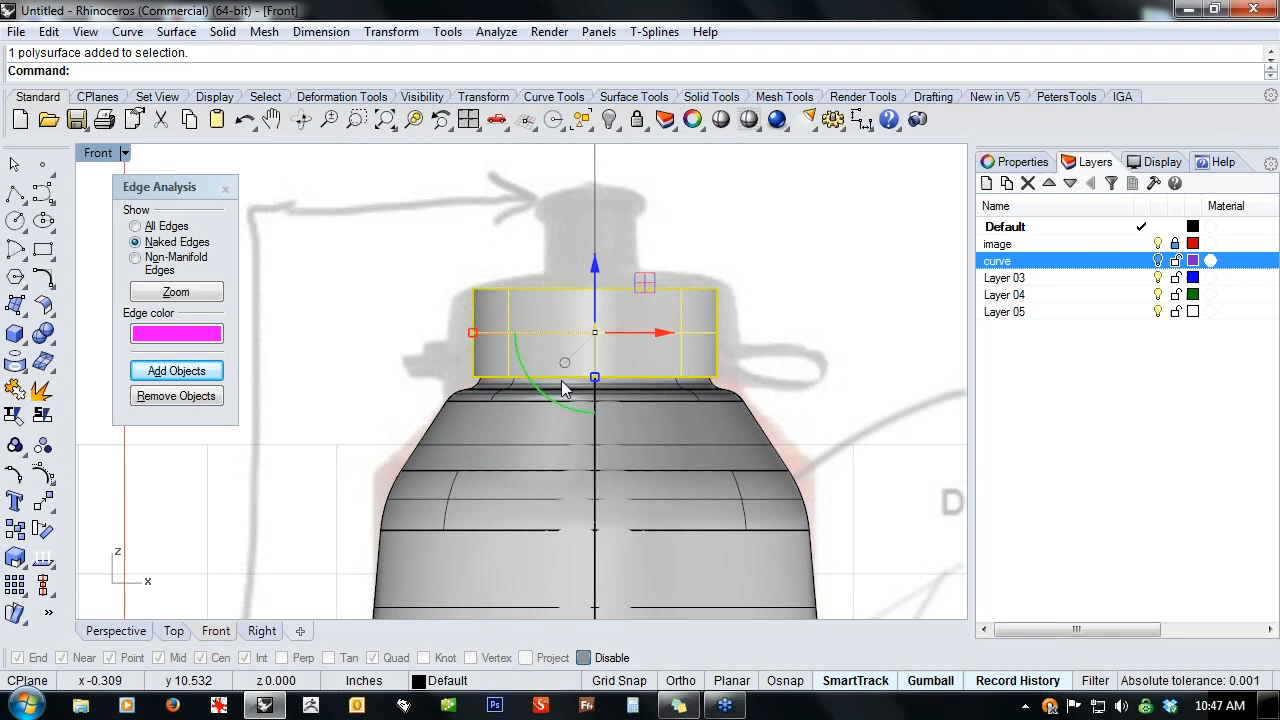 Untitled - Rhinoceros (Commercial) (64-bit) - [Front]
File Edit View Curve Surface Solid Mesh Dimension Transform Tools Analyze Render Panels T-Splines Help
1 polysurface added to selection.
Command:
Standard CPlanes Set View Display Select Deformation Tools Visibility Transform Curve Tools Surface Tools Solid Tools Mesh Tools Render Tools Drafting New in V5 PetersTools IGA
Front
Properties Layers Display Help
Edge Analysis
Show
All Edges
Naked Edges
Non-Manifold
Edges
Zoom
Edge color
Add Objects
Remove Objects
Name Material
Default
image
curve
Layer 03
Layer 04
Layer 05
D
z
x
Perspective Top Front Right
End Near Point Mid Cen Int Perp Tan Quad Knot Vertex Project Disable
CPlane x -0.309 y 10.532 z 0.000 Inches Default Grid Snap Ortho Planar Osnap SmartTrack Gumball Record History Filter Absolute tolerance: 0.001
10:47 AM